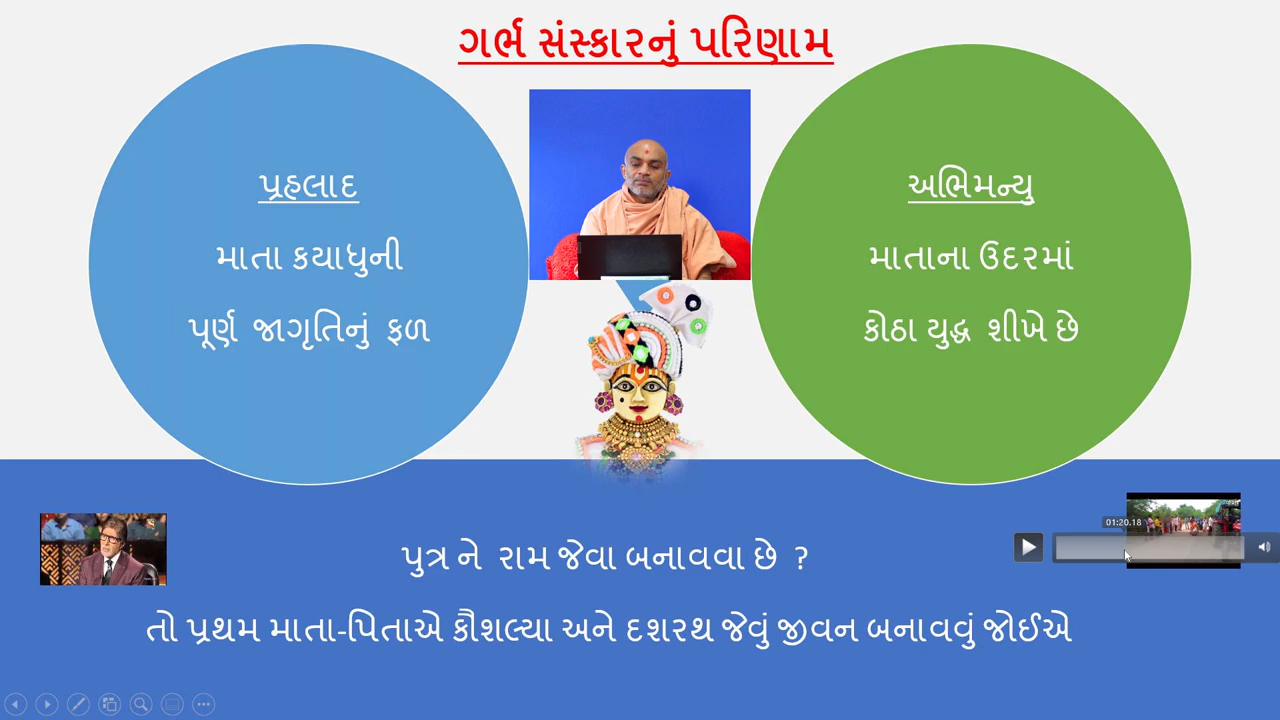 ગર્ભ સંસ્કારનું પરિણામ
પ્રહલાદ
માતા કયાધુની
પૂર્ણ જાગૃતિનું ફળ
અભિમન્યુ
માતાના ઉદરમાં
કોઠા યુદ્ધ શીખે છે
01:20.18
પુત્ર ને રામ જેવા બનાવવા છે ?
તો પ્રથમ માતા-પિતાએ કૌશલ્યા અને દશરથ જેવું જીવન બનાવવું જોઈએ